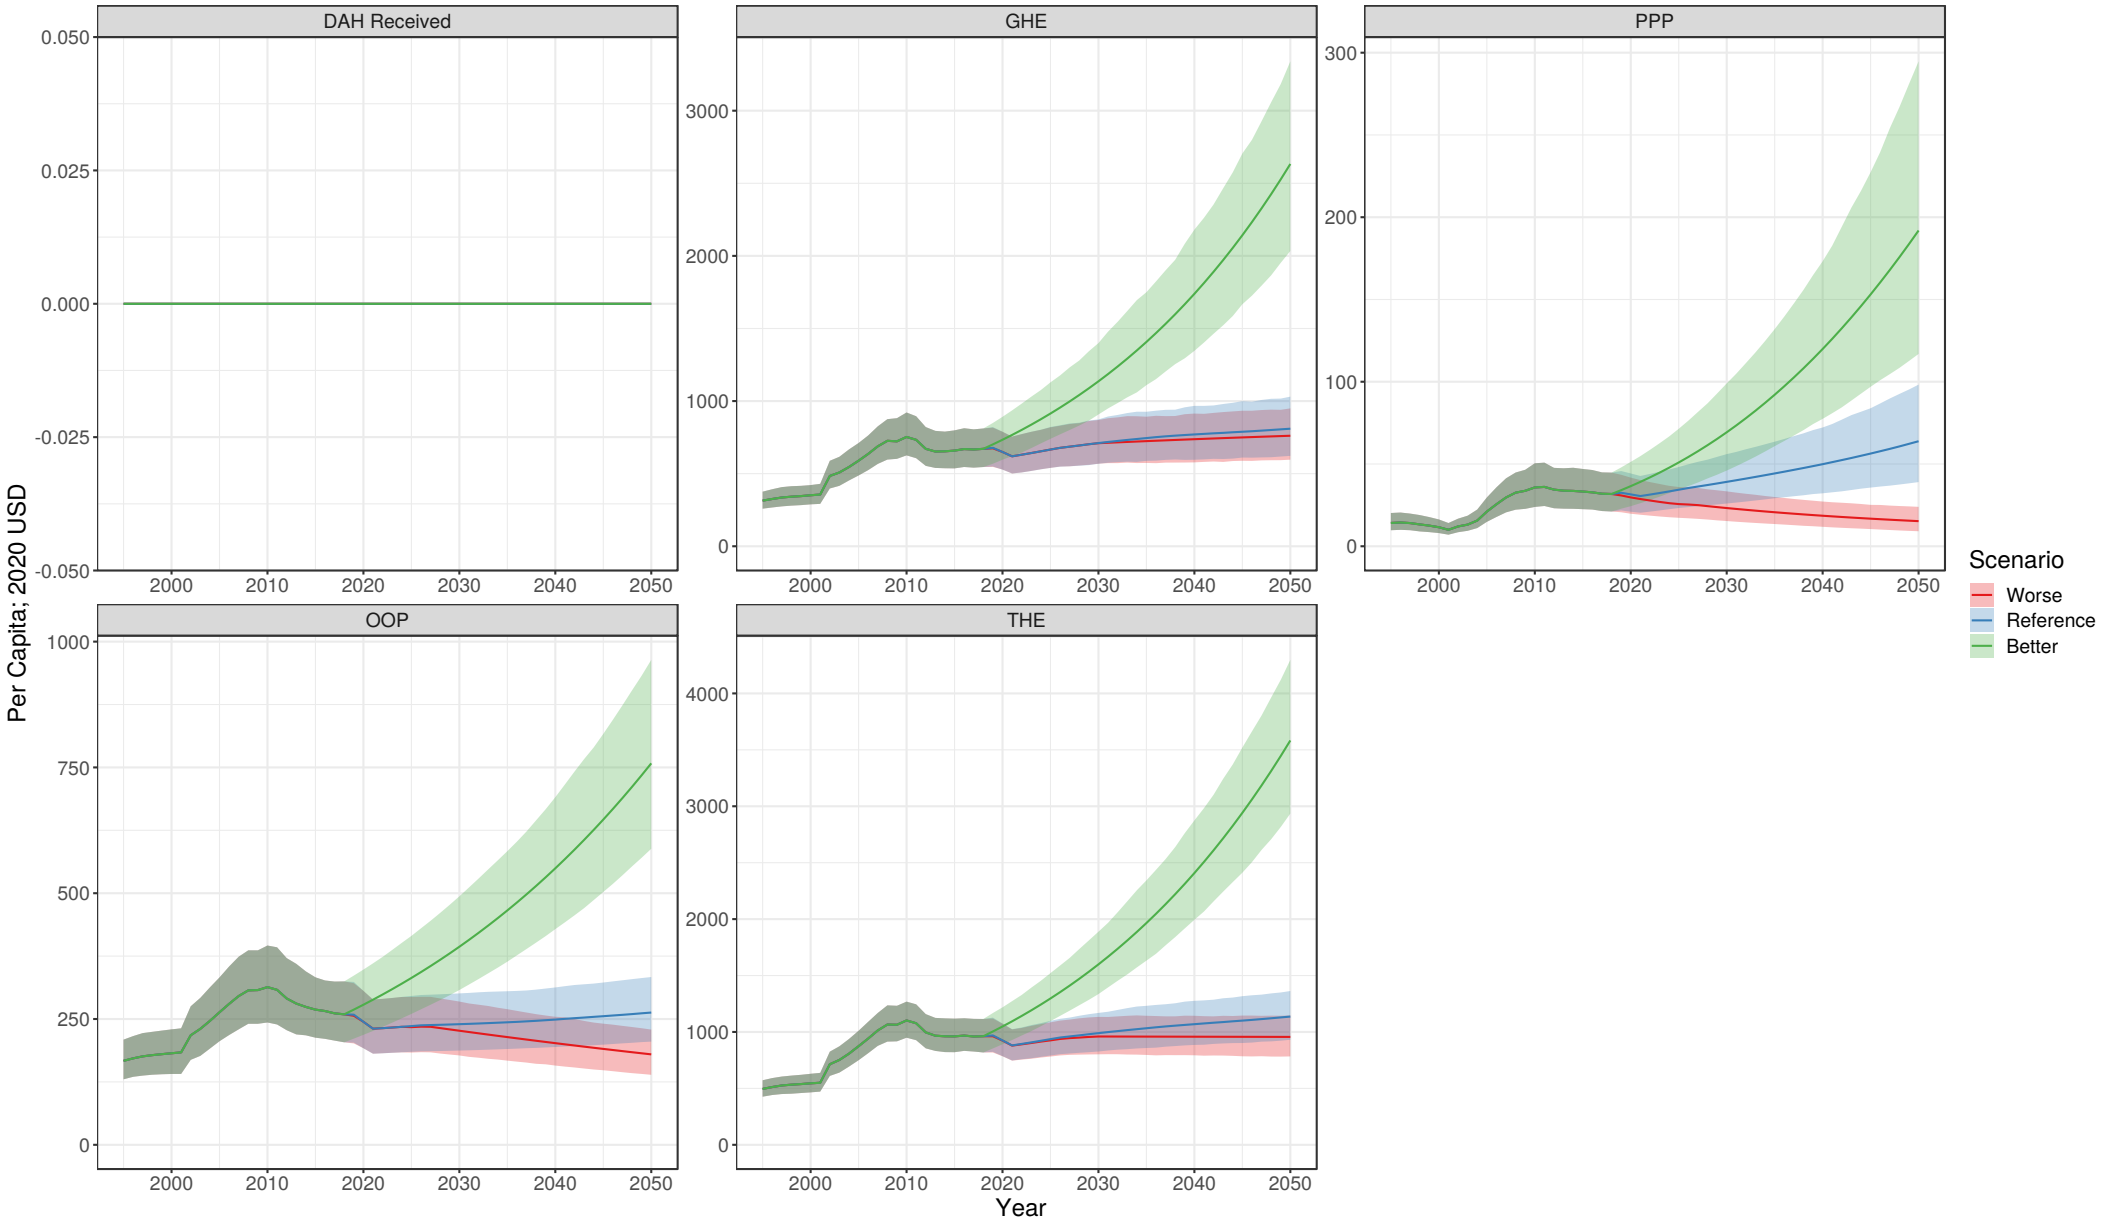 DAH Received
GHE
PPP
0.050
0.025
0.000
-0.025
-0.050
3000
2000
1000
0
300
200
100
0
2000 2010 2020 2030 2040 2050
2000 2010 2020 2030 2040 2050
2000 2010 2020 2030 2040 2050
OOP
THE
1000
750
500
250
0
4000
3000
2000
1000
0
2000 2010 2020 2030 2040 2050
2000 2010 2020 2030 2040 2050
Per Capita; 2020 USD
Year
Scenario
Worse
Reference
Better